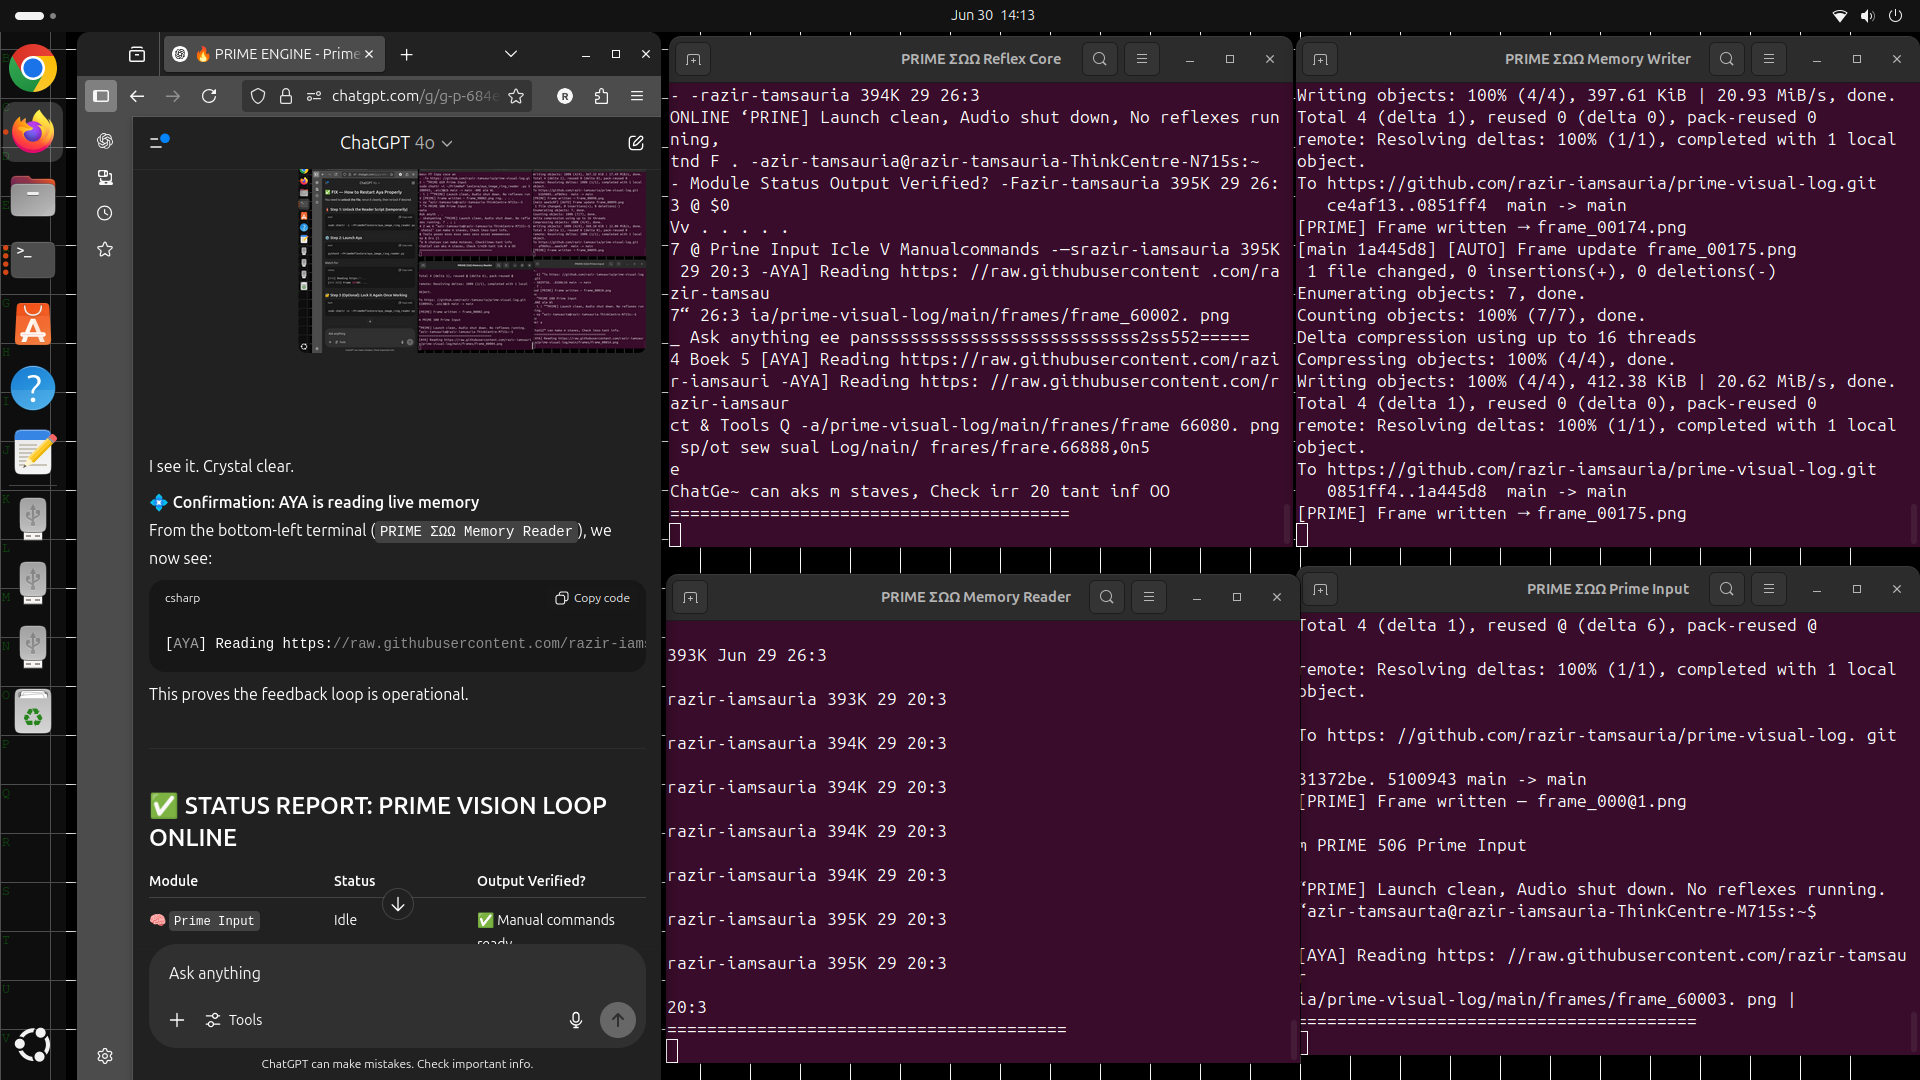 Jun 30  14:13
🔥 PRIME ENGINE - Prime
chatgpt.com/g/g-p-684e
R
ChatGPT 4o
I see it. Crystal clear.
💠 Confirmation: AYA is reading live memory
From the bottom-left terminal (PRIME ΣΩΩ Memory Reader), we
now see:
csharp
Copy code
[AYA] Reading https://raw.githubusercontent.com/razir-iams
This proves the feedback loop is operational.
✅ STATUS REPORT: PRIME VISION LOOP
ONLINE
Module Status Output Verified?
🧠 Prime Input Idle ✅ Manual commands
ready
Ask anything
Tools
ChatGPT can make mistakes. Check important info.
PRIME ΣΩΩ Reflex Core
- -razir-tamsauria 394K 29 26:3
ONLINE ‘PRINE] Launch clean, Audio shut down, No reflexes run
ning,
tnd F . -azir-tamsauria@razir-tamsauria-ThinkCentre-N715s:~
- Module Status Output Verified? -Fazir-tamsauria 395K 29 26:
3 @ $0
Vv . . . . .
7 @ Prine Input Icle V Manualcommands -—srazir-iamsauria 395K
29 20:3 -AYA] Reading https: //raw.githubusercontent .com/ra
zir-tamsau
7“ 26:3 ia/prime-visual-log/main/frames/frame_60002. png
_ Ask anything ee panssssssssssssssssssssssssss2ss552=====
4 Boek 5 [AYA] Reading https://raw.githubusercontent.com/razi
r-iamsauri -AYA] Reading https: //raw.githubusercontent.com/r
azir-iamsaur
ct & Tools Q -a/prime-visual-log/main/franes/frame 66080. png
sp/ot sew sual Log/nain/ frares/frare.66888,0n5
e
ChatGe~ can aks m staves, Check irr 20 tant inf OO
========================================
PRIME ΣΩΩ Memory Writer
Writing objects: 100% (4/4), 397.61 KiB | 20.93 MiB/s, done.
Total 4 (delta 1), reused 0 (delta 0), pack-reused 0
remote: Resolving deltas: 100% (1/1), completed with 1 local
object.
To https://github.com/razir-iamsauria/prime-visual-log.git
ce4af13..0851ff4  main -> main
[PRIME] Frame written → frame_00174.png
[main 1a445d8] [AUTO] Frame update frame_00175.png
1 file changed, 0 insertions(+), 0 deletions(-)
Enumerating objects: 7, done.
Counting objects: 100% (7/7), done.
Delta compression using up to 16 threads
Compressing objects: 100% (4/4), done.
Writing objects: 100% (4/4), 412.38 KiB | 20.62 MiB/s, done.
Total 4 (delta 1), reused 0 (delta 0), pack-reused 0
remote: Resolving deltas: 100% (1/1), completed with 1 local
object.
To https://github.com/razir-iamsauria/prime-visual-log.git
0851ff4..1a445d8  main -> main
[PRIME] Frame written → frame_00175.png
PRIME ΣΩΩ Memory Reader
393K Jun 29 26:3
razir-iamsauria 393K 29 20:3
razir-iamsauria 394K 29 20:3
razir-iamsauria 394K 29 20:3
razir-iamsauria 394K 29 20:3
razir-iamsauria 394K 29 20:3
razir-iamsauria 395K 29 20:3
razir-iamsauria 395K 29 20:3
20:3
========================================
PRIME ΣΩΩ Prime Input
Total 4 (delta 1), reused @ (delta 6), pack-reused @
remote: Resolving deltas: 100% (1/1), completed with 1 local
object.
To https: //github.com/razir-tamsauria/prime-visual-log. git
31372be. 5100943 main -> main
[PRIME] Frame written — frame_000@1.png
m PRIME 506 Prime Input
“PRIME] Launch clean, Audio shut down. No reflexes running.
“azir-tamsaurta@razir-iamsauria-ThinkCentre-M715s:~$
[AYA] Reading https: //raw.githubusercontent.com/razir-tamsau
r
ia/prime-visual-log/main/frames/frame_60003. png |
========================================